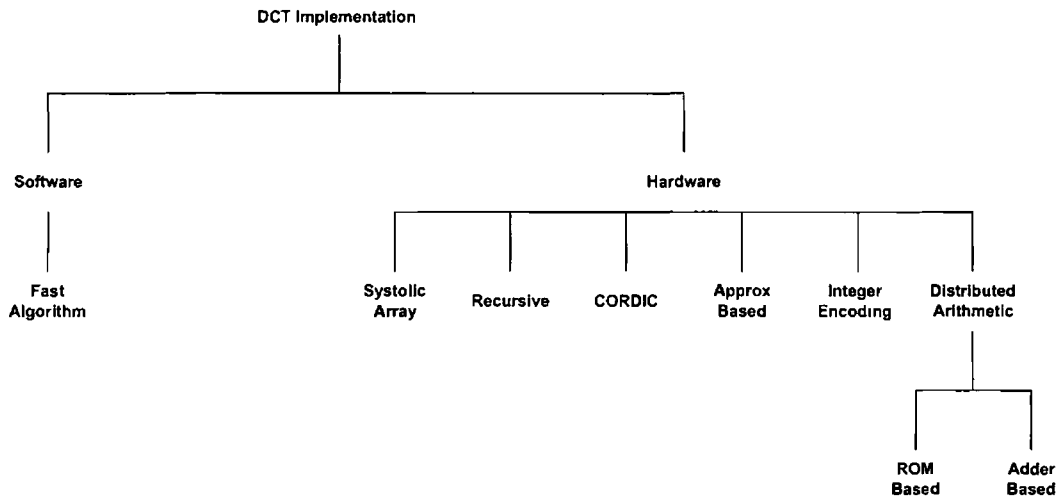 DCT Implementation
Software
Hardware
Fast
Algorithm
Systolic
Array
Recursive
CORDIC
Approx
Based
Integer
Encoding
Distributed
Arithmetic
ROM
Based
Adder
Based